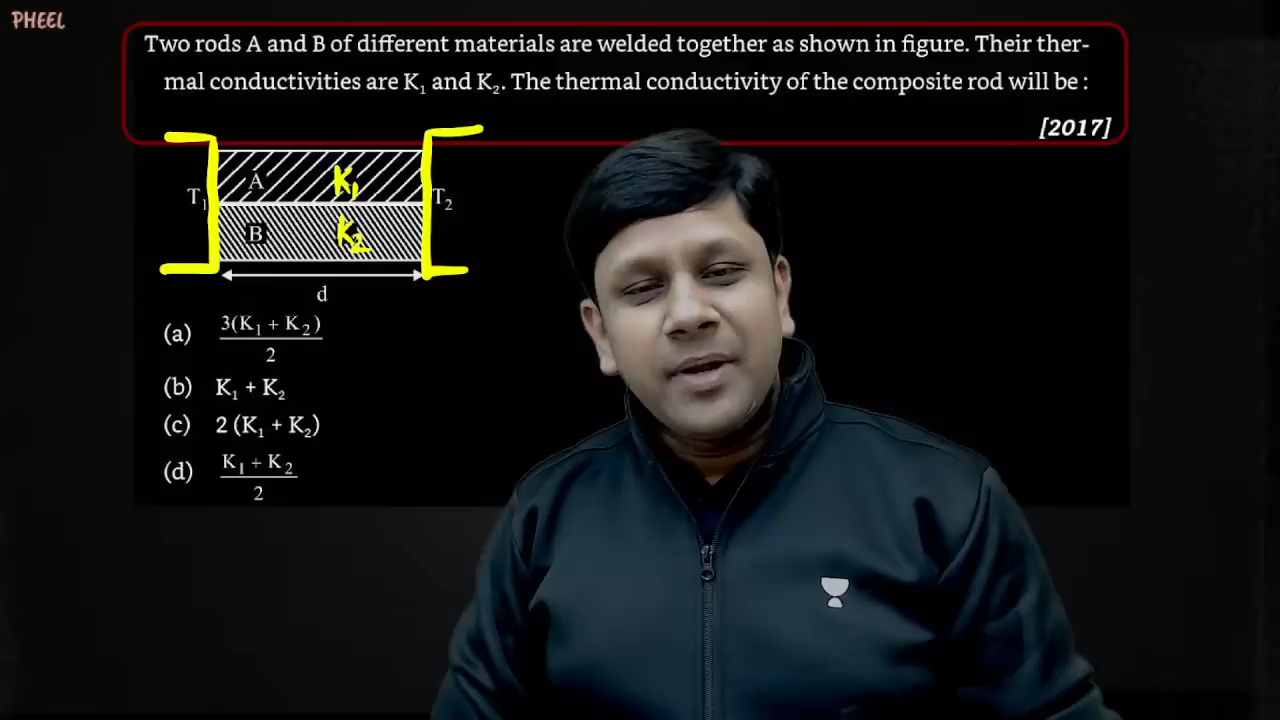 PHEEL
Two rods A and B of different materials are welded together as shown in figure. Their ther-
mal conductivities are K₁ and K₂. The thermal conductivity of the composite rod will be :
[2017]
A K₁
T₁ T₂
B K₂
d
(a) 3(K₁ + K₂)
2
(b) K₁ + K₂
(c) 2 (K₁ + K₂)
(d) K₁ + K₂
2